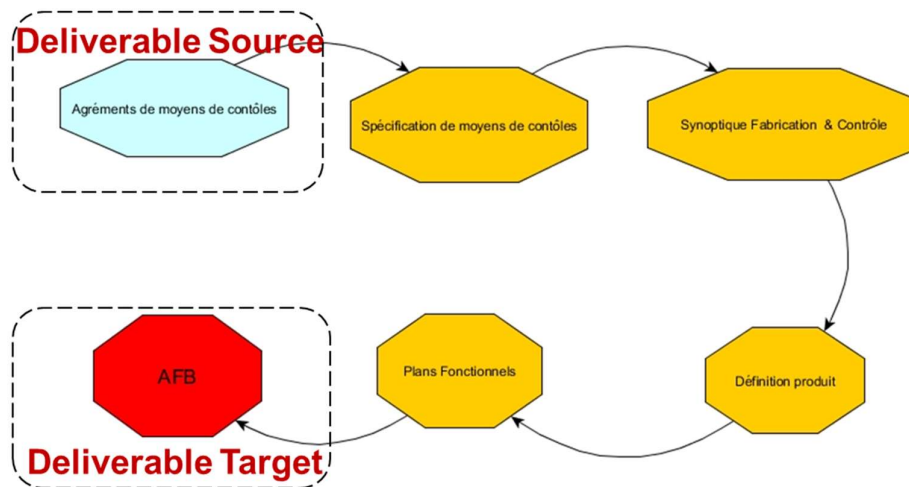 Deliverable Source
Agréments de moyens de contôles
Spécification de moyens de contôles
Synoptique Fabrication & Contrôle
AFB
Plans Fonctionnels
Définition produit
Deliverable Target